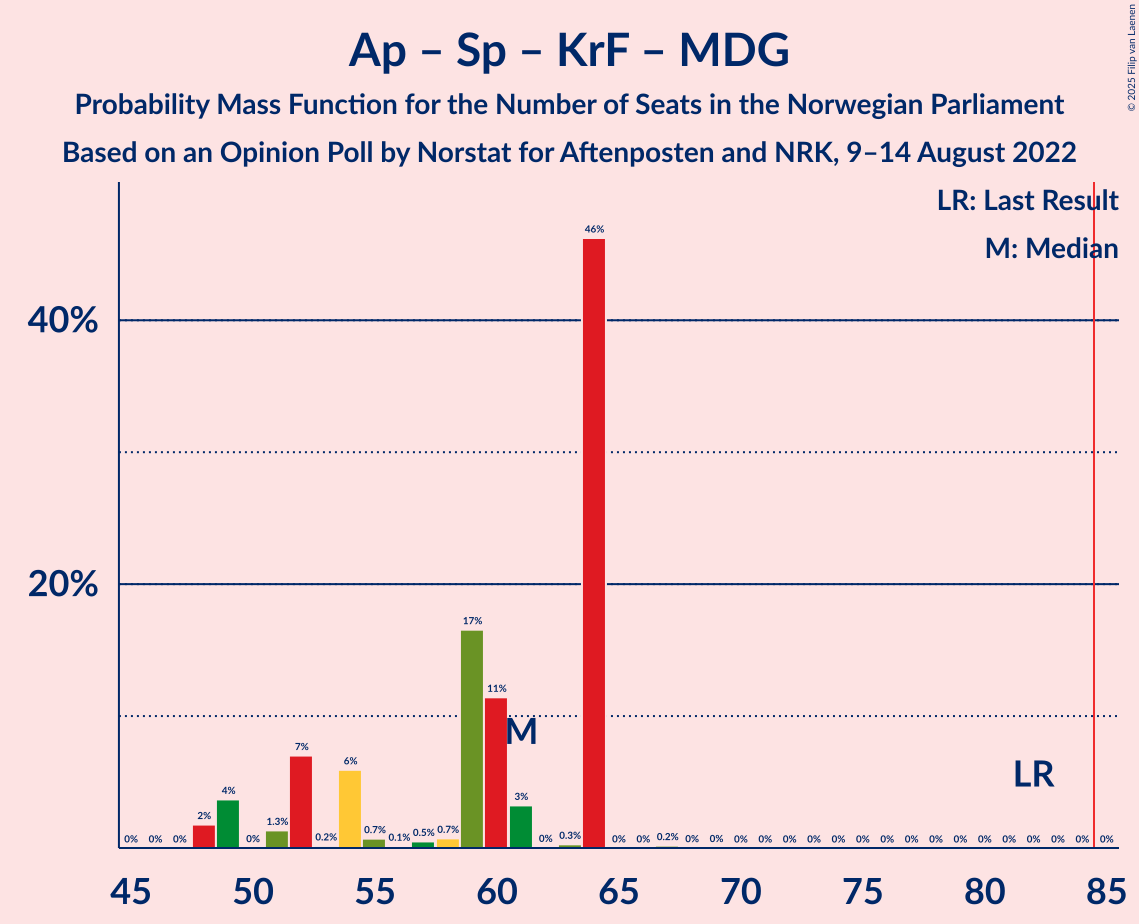 © 2025 Filip van Laenen
Ap – Sp – KrF – MDG
Probability Mass Function for the Number of Seats in the Norwegian Parliament
Based on an Opinion Poll by Norstat for Aftenposten and NRK, 9–14 August 2022
LR: Last Result
M: Median
40%
20%
0% 0% 0% 2% 4% 0% 1.3% 7% 0.2% 6% 0.7% 0.1% 0.5% 0.7% 17% 11% 3% 0% 0.3% 46% 0% 0% 0.2% 0% 0% 0% 0% 0% 0% 0% 0% 0% 0% 0% 0% 0% 0% 0% 0% 0% 0%
M
LR
45 50 55 60 65 70 75 80 85